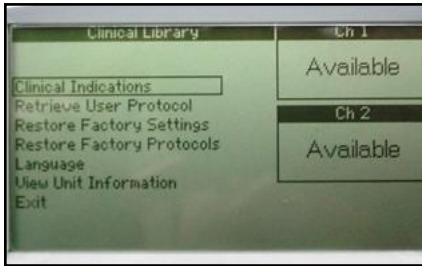 Clinical Library
Clinical Indications
Retrieve User Protocol
Restore Factory Settings
Restore Factory Protocols
Language
View Unit Information
Exit
Ch 1
Available
Ch 2
Available